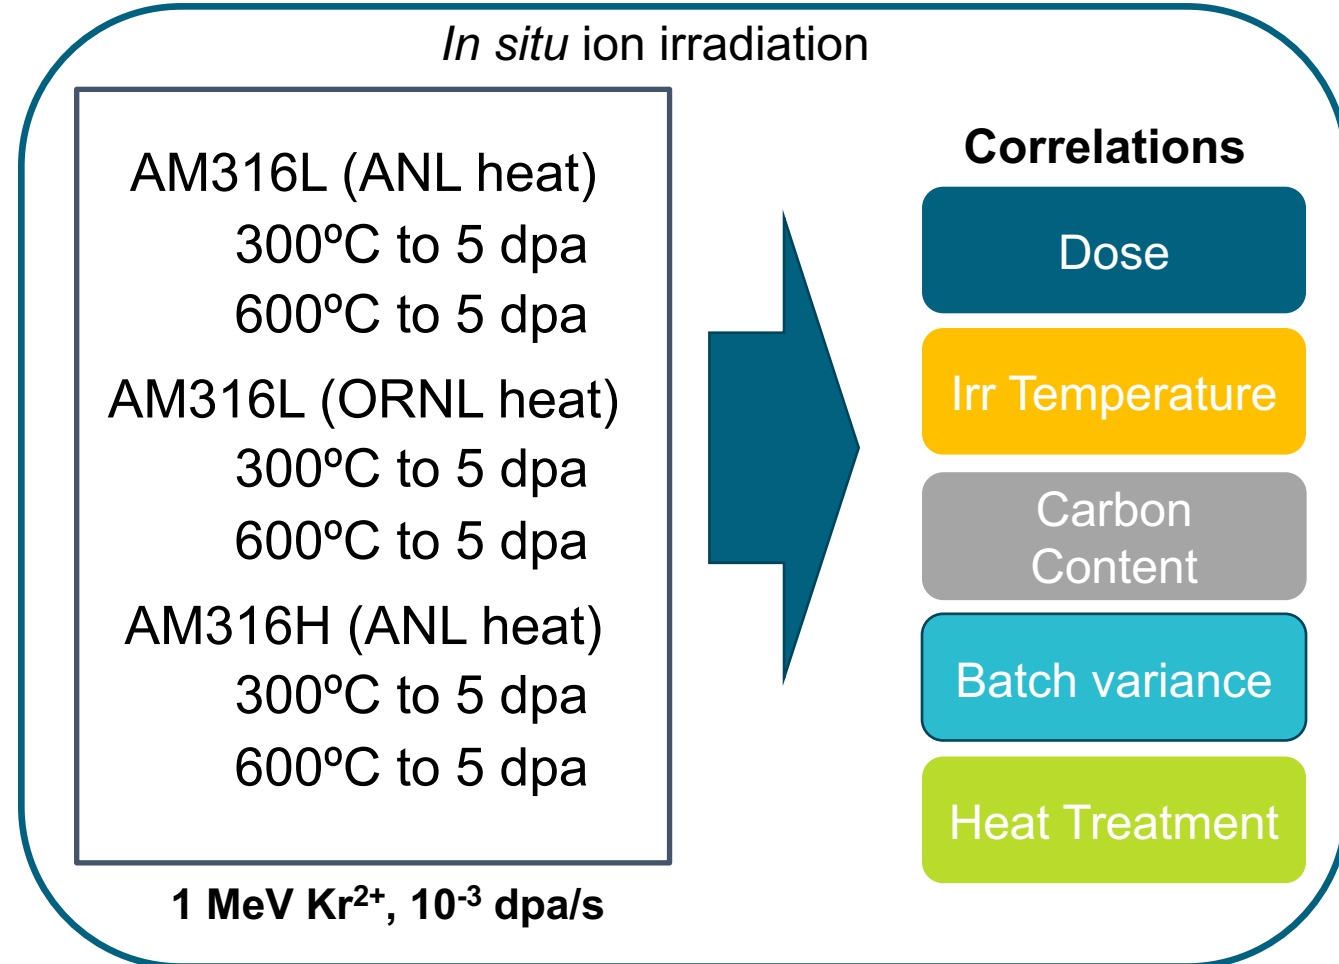 In situ ion irradiation
AM316L (ANL heat)
300ºC to 5 dpa
600ºC to 5 dpa
AM316L (ORNL heat)
300ºC to 5 dpa
600ºC to 5 dpa
AM316H (ANL heat)
300ºC to 5 dpa
600ºC to 5 dpa
1 MeV Kr²⁺, 10⁻³ dpa/s
Correlations
Dose
Irr Temperature
Carbon
Content
Batch variance
Heat Treatment